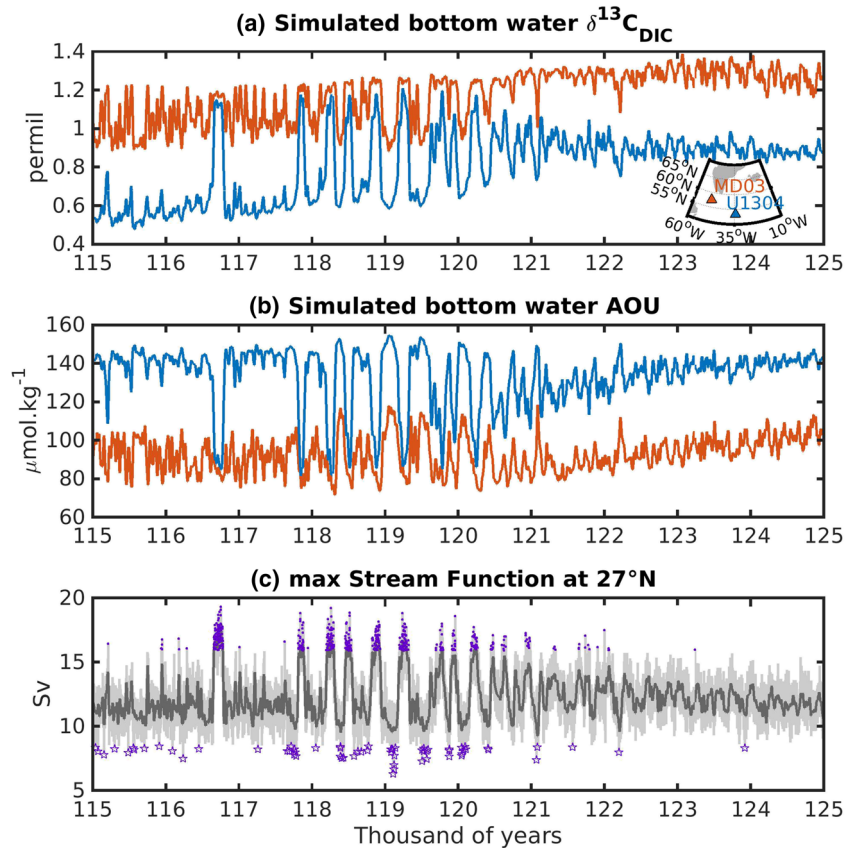 (a) Simulated bottom water δ¹³C_DIC
permil
1.4
1.2
1
0.8
0.6
0.4
65°N
60°N
55°N
MD03
U1304
60°W
35°W
10°W
115 116 117 118 119 120 121 122 123 124 125
(b) Simulated bottom water AOU
μmol.kg⁻¹
160
140
120
100
80
60
115 116 117 118 119 120 121 122 123 124 125
(c) max Stream Function at 27°N
Sv
20
15
10
5
115 116 117 118 119 120 121 122 123 124 125
Thousand of years